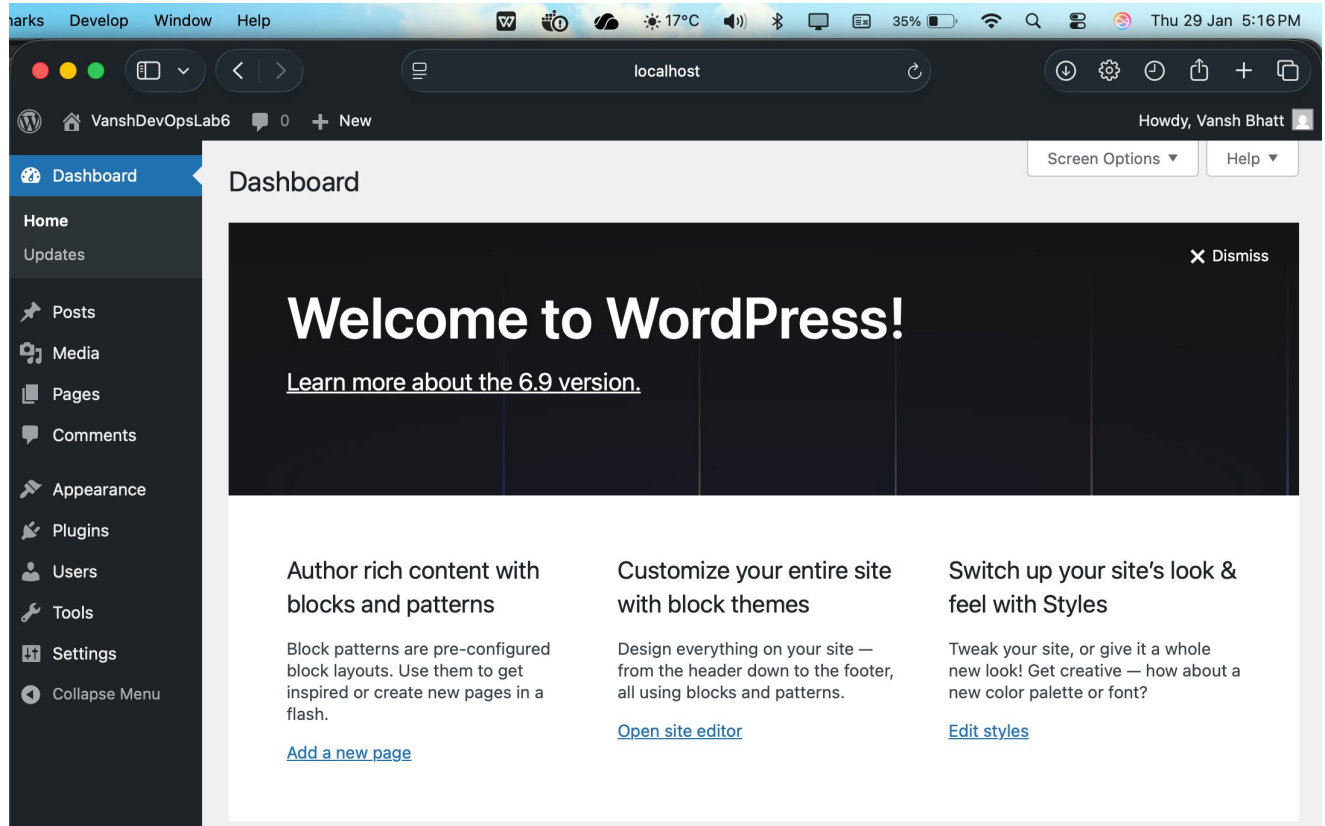 Develop Window Help 35% 17°C Thu 29 Jan 5:16 PM
localhost
VanshDevOpsLab6 0 New Howdy, Vansh Bhatt
Screen Options Help
Dashboard
Home
Updates
Posts
Media
Pages
Comments
Appearance
Plugins
Users
Tools
Settings
Collapse Menu
Dashboard
Dismiss
Welcome to WordPress!
Learn more about the 6.9 version.
Author rich content with
blocks and patterns
Block patterns are pre-configured
block layouts. Use them to get
inspired or create new pages in a
flash.
Add a new page
Customize your entire site
with block themes
Design everything on your site —
from the header down to the footer,
all using blocks and patterns.
Open site editor
Switch up your site’s look &
feel with Styles
Tweak your site, or give it a whole
new look! Get creative — how about a
new color palette or font?
Edit styles